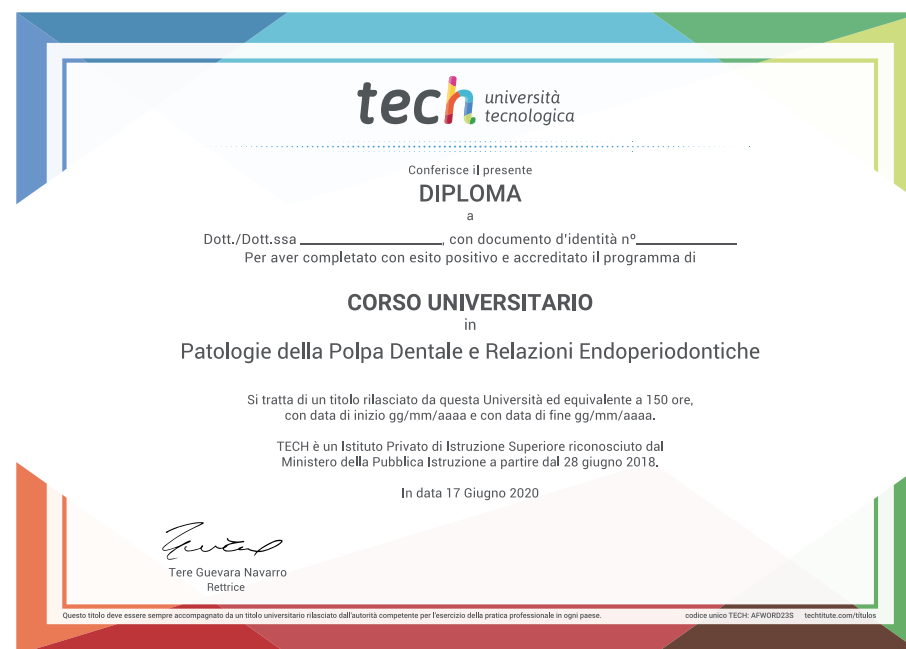 tech università
tecnologica
Conferisce il presente
DIPLOMA
a
Dott./Dott.ssa ____________________, con documento d'identità nº______________
Per aver completato con esito positivo e accreditato il programma di
CORSO UNIVERSITARIO
in
Patologie della Polpa Dentale e Relazioni Endoperiodontiche
Si tratta di un titolo rilasciato da questa Università ed equivalente a 150 ore,
con data di inizio gg/mm/aaaa e con data di fine gg/mm/aaaa.
TECH è un Istituto Privato di Istruzione Superiore riconosciuto dal
Ministero della Pubblica Istruzione a partire dal 28 giugno 2018.
In data 17 Giugno 2020
Tere Guevara Navarro
Rettrice
Questo titolo deve essere sempre accompagnato da un titolo universitario rilasciato dall'autorità competente per l'esercizio della pratica professionale in ogni paese. codice unico TECH: AFWORD23S techtitute.com/titulos